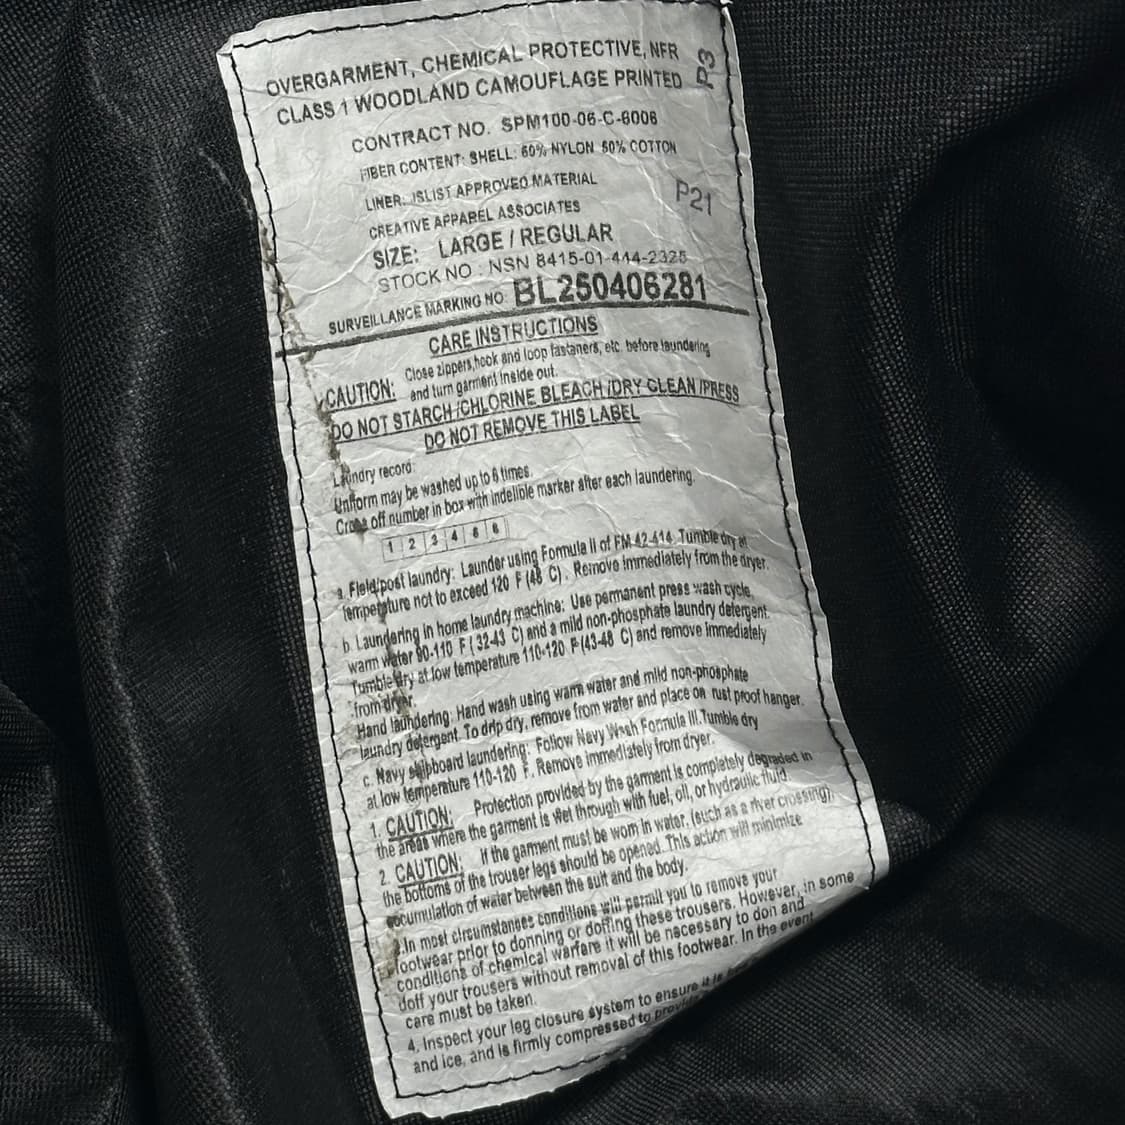 OVERGARMENT, CHEMICAL PROTECTIVE, NFR
P3
CLASS 1 WOODLAND CAMOUFLAGE PRINTED
CONTRACT NO. SPM100-06-C-6006
FIBER CONTENT: SHELL: 50% NYLON 50% COTTON
LINER: JSLIST APPROVED MATERIAL
P21
CREATIVE APPAREL ASSOCIATES
SIZE: LARGE / REGULAR
STOCK NO : NSN 8415-01-444-2325
SURVEILLANCE MARKING NO: BL250406281
CARE INSTRUCTIONS
Close zippers,hook and loop fastaners, etc. before laundering
CAUTION: and turn garment inside out.
DO NOT STARCH /CHLORINE BLEACH /DRY CLEAN /PRESS
DO NOT REMOVE THIS LABEL
Laundry record:
Uniform may be washed up to 6 times.
Cross off number in box with indelible marker after each laundering.
1 2 3 4 5 6
a. Field/post laundry: Launder using Formula II of FM 42-414. Tumble dry at
temperature not to exceed 120 F (48 C). Remove immediately from the dryer.
b. Laundering in home laundry machine: Use permanent press wash cycle,
warm water 90-110 F ( 32-43 C) and a mild non-phosphate laundry detergent.
Tumble dry at low temperature 110-120 F (43-48 C) and remove immediately
from dryer
Hand laundering: Hand wash using warm water and mild non-phosphate
laundry detergent. To drip dry, remove from water and place on rust proof hanger.
c. Navy shipboard laundering: Follow Navy Wash Formula III.Tumble dry
at low temperature 110-120 F. Remove immediately from dryer.
1. CAUTION: Protection provided by the garment is completely degraded in
the areas where the garment is wet through with fuel, oil, or hydraulic fluid.
2. CAUTION: If the garment must be worn in water, (such as a river crossing),
the bottoms of the trouser legs should be opened. This action will minimize
accumulation of water between the suit and the body.
In most circumstances conditions will permit you to remove your
footwear prior to donning or doffing these trousers. However, in some
conditions of chemical warfare it will be necessary to don and
doff your trousers without removal of this footwear. In the event
care must be taken.
4. Inspect your leg closure system to ensure it is
and ice, and is firmly compressed to provide